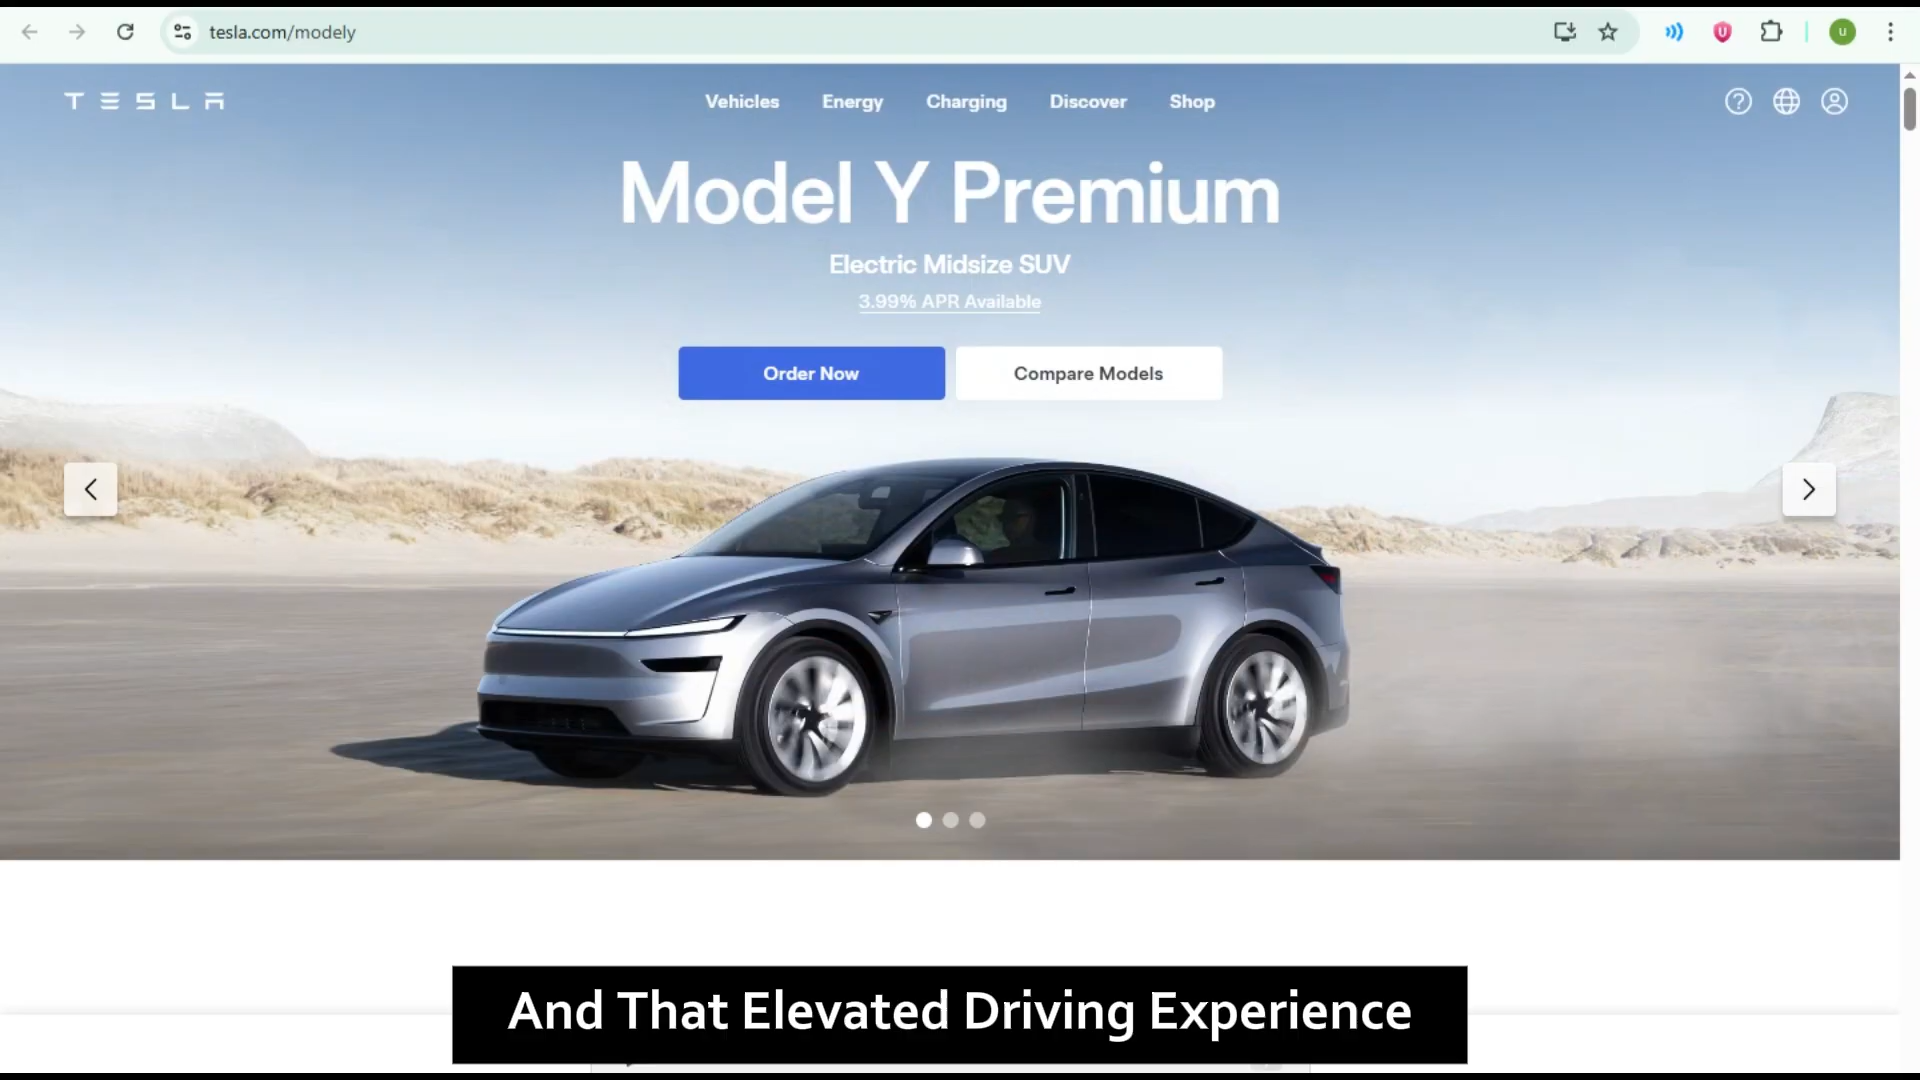 tesla.com/modely
u
TESLA
Vehicles
Energy
Charging
Discover
Shop
Model Y Premium
Electric Midsize SUV
3.99% APR Available
Order Now
Compare Models
And That Elevated Driving Experience